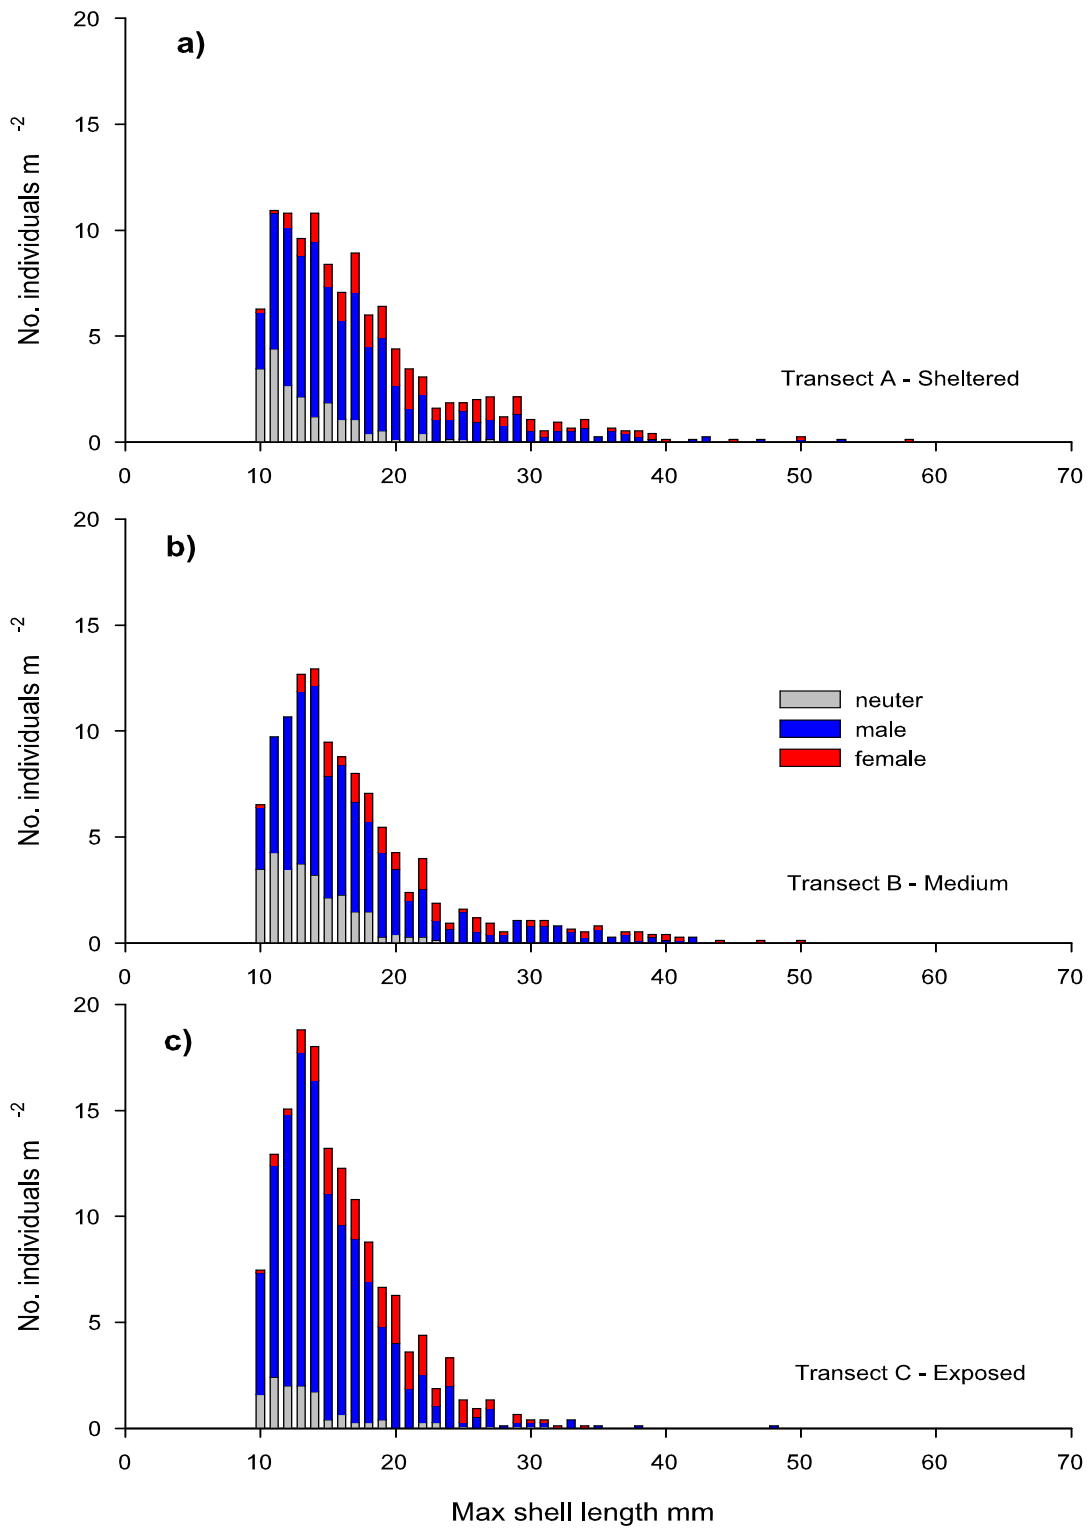 a)
20
15
10
5
0
No. individuals m -2
Transect A - Sheltered
0 10 20 30 40 50 60 70
b)
20
15
10
5
0
No. individuals m -2
neuter
male
female
Transect B - Medium
0 10 20 30 40 50 60 70
c)
20
15
10
5
0
No. individuals m -2
Transect C - Exposed
0 10 20 30 40 50 60 70
Max shell length mm